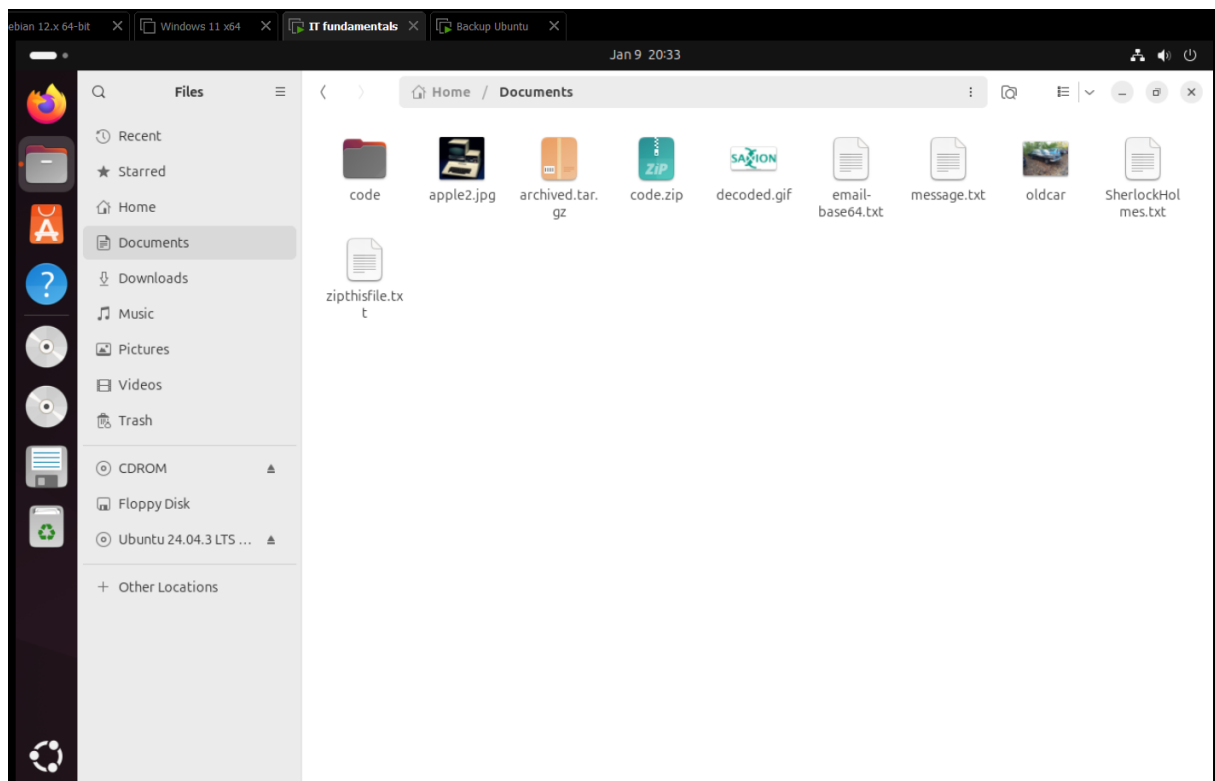 ebian 12.x 64-bit
Windows 11 x64
IT fundamentals
Backup Ubuntu
Jan 9 20:33
Files
Home / Documents
Recent
Starred
Home
Documents
Downloads
Music
Pictures
Videos
Trash
CDROM
Floppy Disk
Ubuntu 24.04.3 LTS ...
+ Other Locations
code
apple2.jpg
archived.tar.
gz
ZiP
code.zip
SAXION
decoded.gif
email-
base64.txt
message.txt
oldcar
SherlockHol
mes.txt
zipthisfile.tx
t